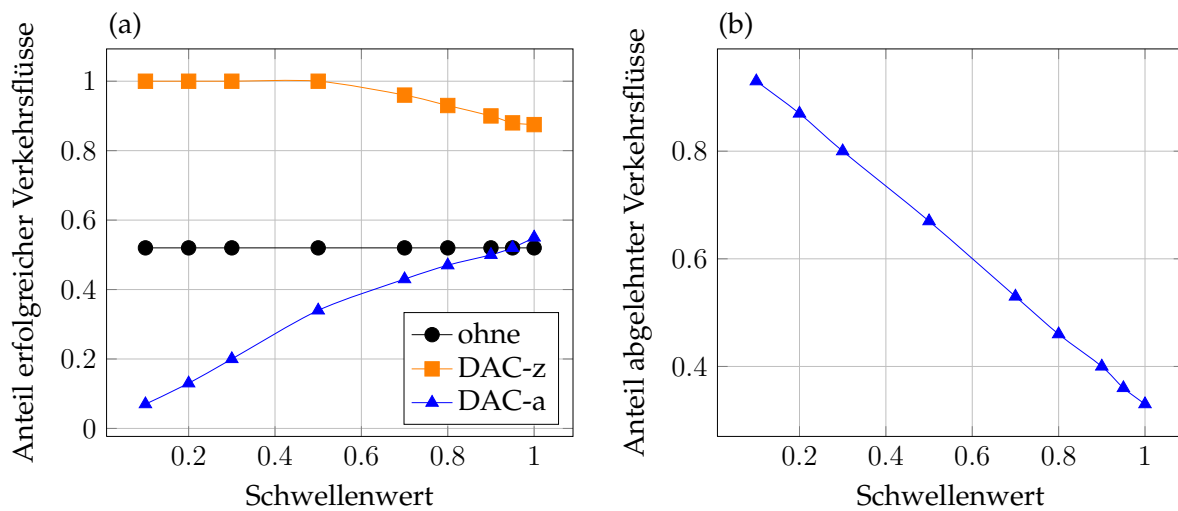 (a)
Anteil erfolgreicher Verkehrsflüsse
1
0.8
0.6
0.4
0.2
0
0.2 0.4 0.6 0.8 1
Schwellenwert
ohne
DAC-z
DAC-a
(b)
Anteil abgelehnter Verkehrsflüsse
0.8
0.6
0.4
0.2 0.4 0.6 0.8 1
Schwellenwert